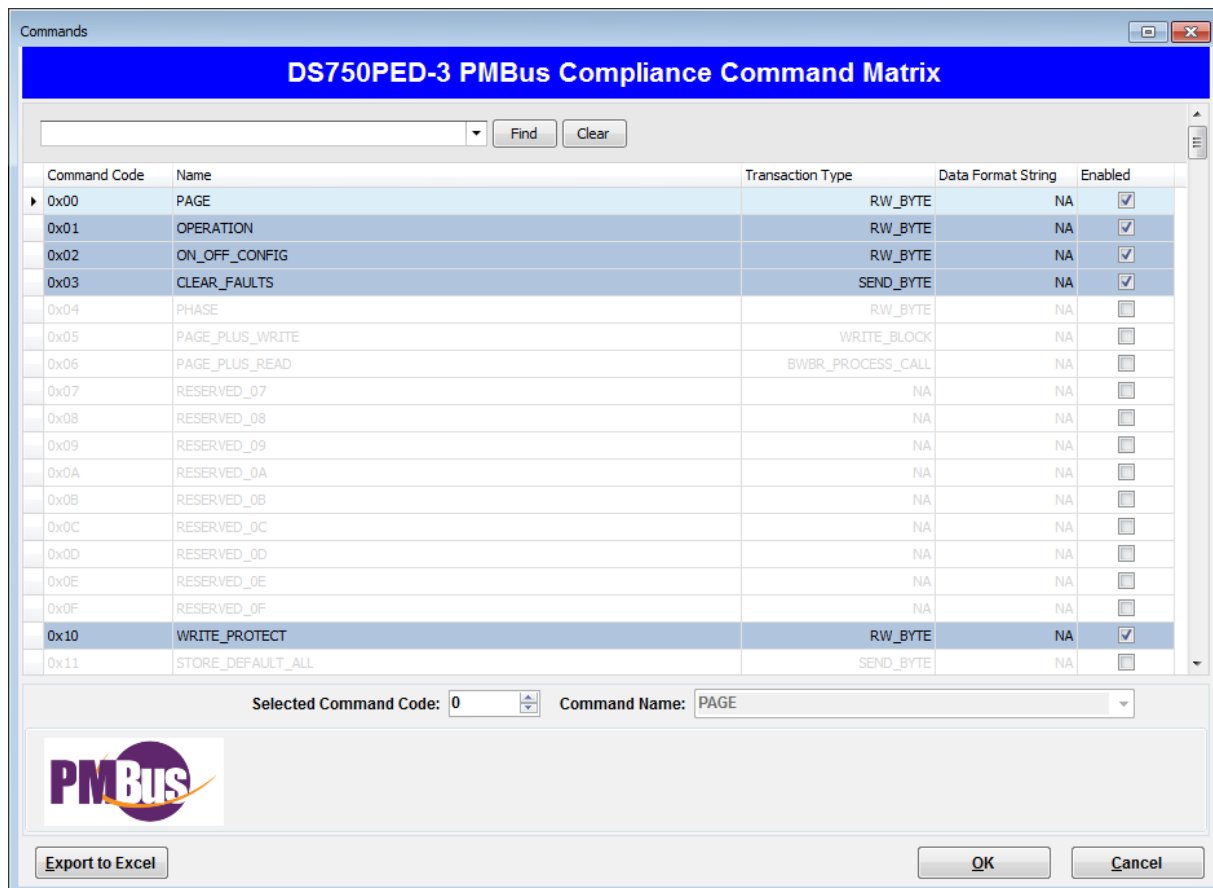 Commands
DS750PED-3 PMBus Compliance Command Matrix
Find Clear
Command Code Name Transaction Type Data Format String Enabled
0x00 PAGE RW_BYTE NA
0x01 OPERATION RW_BYTE NA
0x02 ON_OFF_CONFIG RW_BYTE NA
0x03 CLEAR_FAULTS SEND_BYTE NA
0x04 PHASE RW_BYTE NA
0x05 PAGE_PLUS_WRITE WRITE_BLOCK NA
0x06 PAGE_PLUS_READ BWBR_PROCESS_CALL NA
0x07 RESERVED_07 NA NA
0x08 RESERVED_08 NA NA
0x09 RESERVED_09 NA NA
0x0A RESERVED_0A NA NA
0x0B RESERVED_0B NA NA
0x0C RESERVED_0C NA NA
0x0D RESERVED_0D NA NA
0x0E RESERVED_0E NA NA
0x0F RESERVED_0F NA NA
0x10 WRITE_PROTECT RW_BYTE NA
0x11 STORE_DEFAULT_ALL SEND_BYTE NA
Selected Command Code: 0 Command Name: PAGE
PMBus
Export to Excel OK Cancel